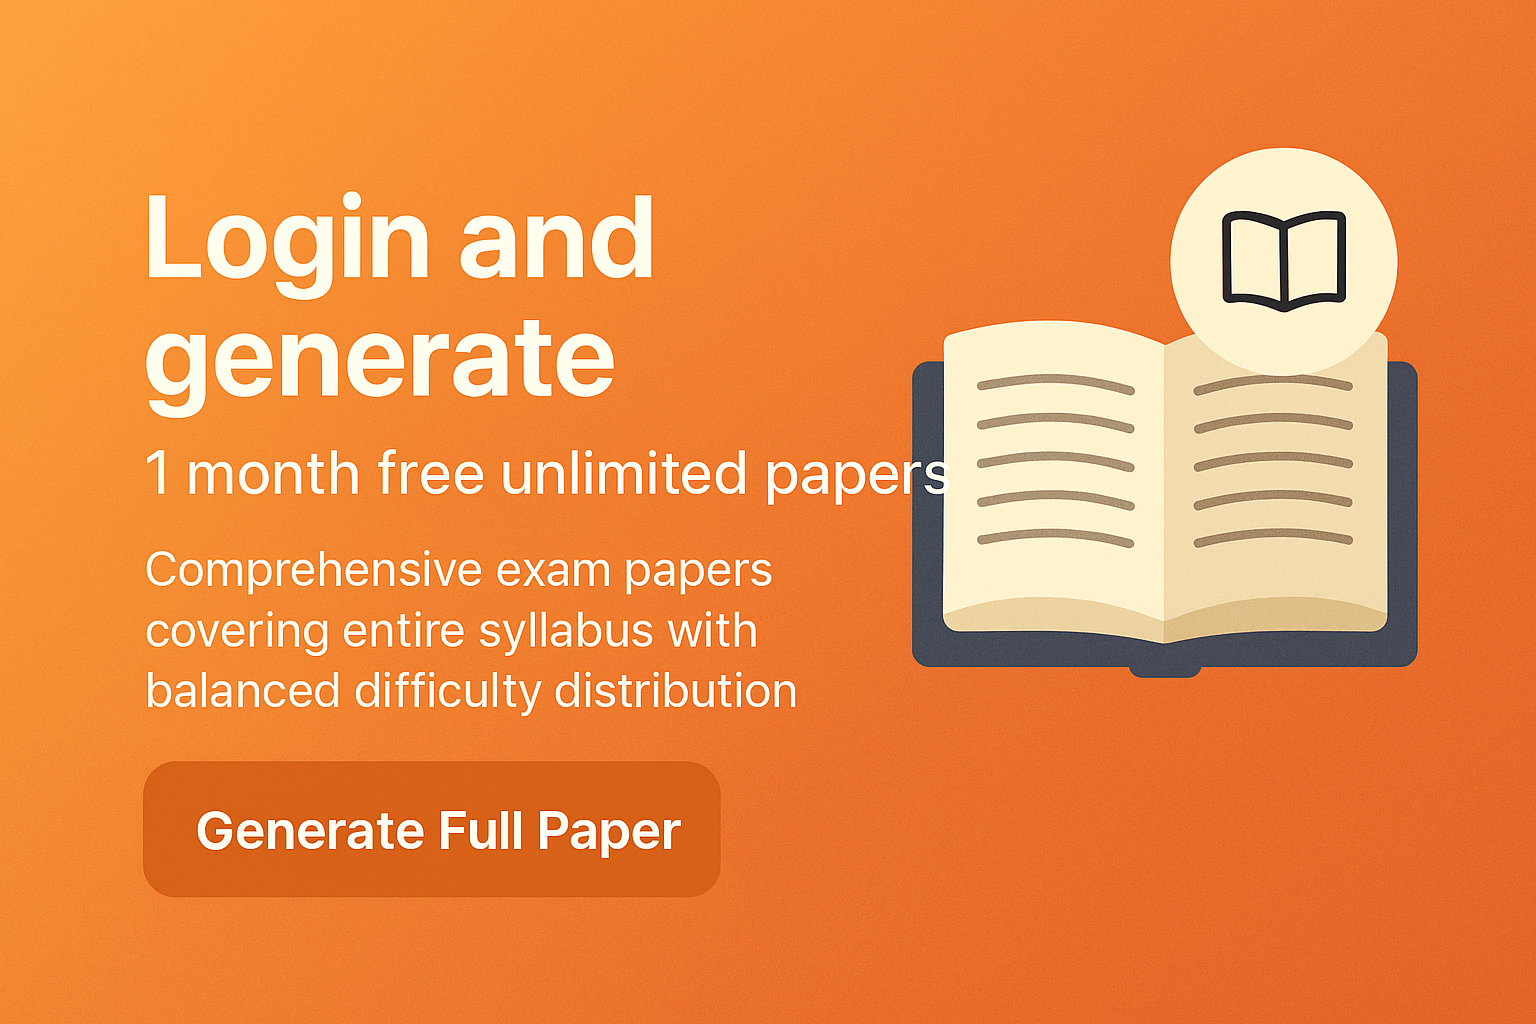 Login and
generate
1 month free unlimited papers
Comprehensive exam papers
covering entire syllabus with
balanced difficulty distribution
Generate Full Paper